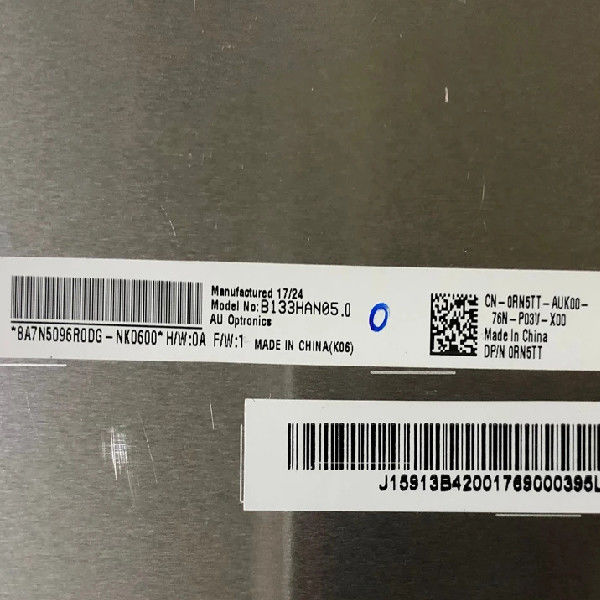 Manufactured 17/24
Model No:B133HAN05.0
AU Optronics
*8A7N5096R0DG-NK0600* H/W:0A F/W:1 MADE IN CHINA(K06)
0
CN-0RN5TT-AUK00-
76N-P03V-X00
Made in China
DP/N 0RN5TT
J15913B42001769000395L